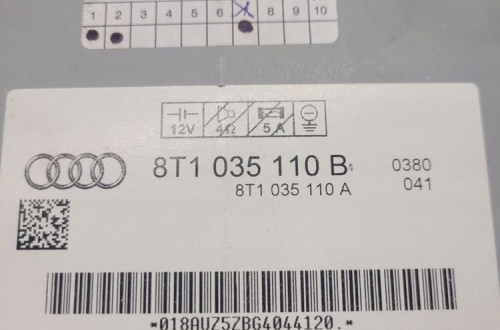 1 2 3 4 5 6 8 9 10
12V 4Ω 5 A
8T1 035 110 B 0380
8T1 035 110 A 041
*018AUZ5ZBG4044120.*